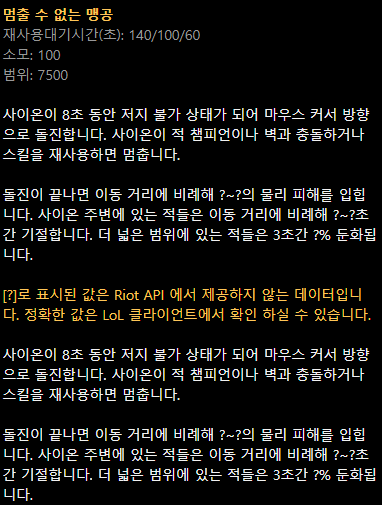 멈출 수 없는 맹공
재사용대기시간(초): 140/100/60
소모: 100
범위: 7500
사이온이 8초 동안 저지 불가 상태가 되어 마우스 커서 방향
으로 돌진합니다. 사이온이 적 챔피언이나 벽과 충돌하거나
스킬을 재사용하면 멈춥니다.
돌진이 끝나면 이동 거리에 비례해 ?~?의 물리 피해를 입힙
니다. 사이온 주변에 있는 적들은 이동 거리에 비례해 ?~?초
간 기절합니다. 더 넓은 범위에 있는 적들은 3초간 ?% 둔화됩
니다.
[?]로 표시된 값은 Riot API 에서 제공하지 않는 데이터입니
다. 정확한 값은 LoL 클라이언트에서 확인 하실 수 있습니다.
사이온이 8초 동안 저지 불가 상태가 되어 마우스 커서 방향
으로 돌진합니다. 사이온이 적 챔피언이나 벽과 충돌하거나
스킬을 재사용하면 멈춥니다.
돌진이 끝나면 이동 거리에 비례해 ?~?의 물리 피해를 입힙
니다. 사이온 주변에 있는 적들은 이동 거리에 비례해 ?~?초
간 기절합니다. 더 넓은 범위에 있는 적들은 3초간 ?% 둔화됩
니다.